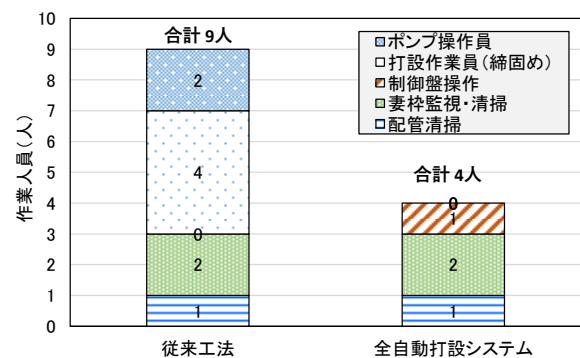 合計 9人
合計 4人
ポンプ操作員
打設作業員(締固め)
制御盤操作
妻枠監視・清掃
配管清掃
作業人員(人)
10
9
8
7
6
5
4
3
2
1
0
2
4
0
2
1
0
1
2
1
従来工法
全自動打設システム